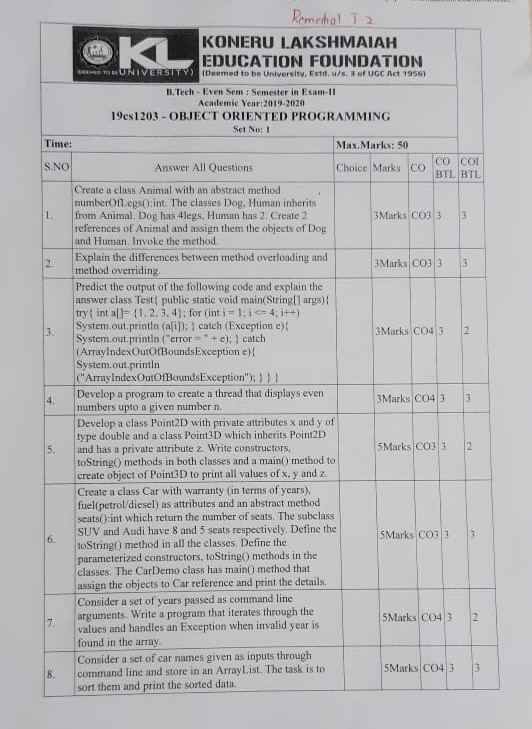 Remedial T-2
KL
(DEEMED TO BE UNIVERSITY)
KONERU LAKSHMAIAH
EDUCATION FOUNDATION
(Deemed to be University, Estd. u/s. 3 of UGC Act 1956)
B.Tech - Even Sem : Semester in Exam-II
Academic Year:2019-2020
19cs1203 - OBJECT ORIENTED PROGRAMMING
Set No: 1
Time: Max.Marks: 50
S.NO Answer All Questions Choice Marks CO CO BTL COI BTL
Create a class Animal with an abstract method
numberOfLegs():int. The classes Dog, Human inherits
1. from Animal. Dog has 4legs, Human has 2. Create 2 3Marks CO3 3 3
references of Animal and assign them the objects of Dog
and Human. Invoke the method.
2. Explain the differences between method overloading and 3Marks CO3 3 3
method overriding.
Predict the output of the following code and explain the
answer class Test{ public static void main(String[] args){
try{ int a[]= {1, 2, 3, 4}; for (int i = 1; i <= 4; i++)
3. System.out.println (a[i]); } catch (Exception e){ 3Marks CO4 3 2
System.out.println ("error = " + e); } catch
(ArrayIndexOutOfBoundsException e){
System.out.println
("ArrayIndexOutOfBoundsException"); } } }
4. Develop a program to create a thread that displays even 3Marks CO4 3 3
numbers upto a given number n.
Develop a class Point2D with private attributes x and y of
type double and a class Point3D which inherits Point2D
5. and has a private attribute z. Write constructors, 5Marks CO3 3 2
toString() methods in both classes and a main() method to
create object of Point3D to print all values of x, y and z.
Create a class Car with warranty (in terms of years),
fuel(petrol/diesel) as attributes and an abstract method
seats():int which return the number of seats. The subclass
6. SUV and Audi have 8 and 5 seats respectively. Define the 5Marks CO3 3 3
toString() method in all the classes. Define the
parameterized constructors, toString() methods in the
classes. The CarDemo class has main() method that
assign the objects to Car reference and print the details.
Consider a set of years passed as command line
7. arguments. Write a program that iterates through the 5Marks CO4 3 2
values and handles an Exception when invalid year is
found in the array.
Consider a set of car names given as inputs through
8. command line and store in an ArrayList. The task is to 5Marks CO4 3 3
sort them and print the sorted data.